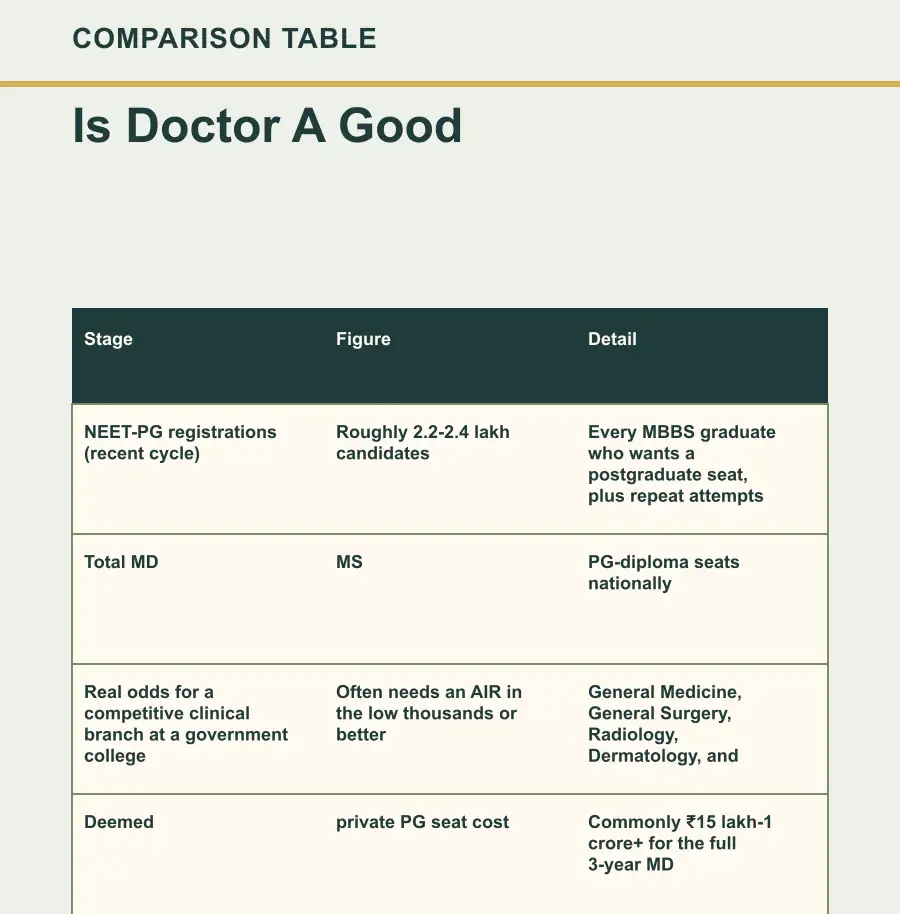 COMPARISON TABLE
Is Doctor A Good
Stage
Figure
Detail
NEET-PG registrations
(recent cycle)
Roughly 2.2-2.4 lakh
candidates
Every MBBS graduate
who wants a
postgraduate seat,
plus repeat attempts
Total MD
MS
PG-diploma seats
nationally
Real odds for a
competitive clinical
branch at a government
college
Often needs an AIR in
the low thousands or
better
General Medicine,
General Surgery,
Radiology,
Dermatology, and
Deemed
private PG seat cost
Commonly ₹15 lakh-1
crore+ for the full
3-year MD